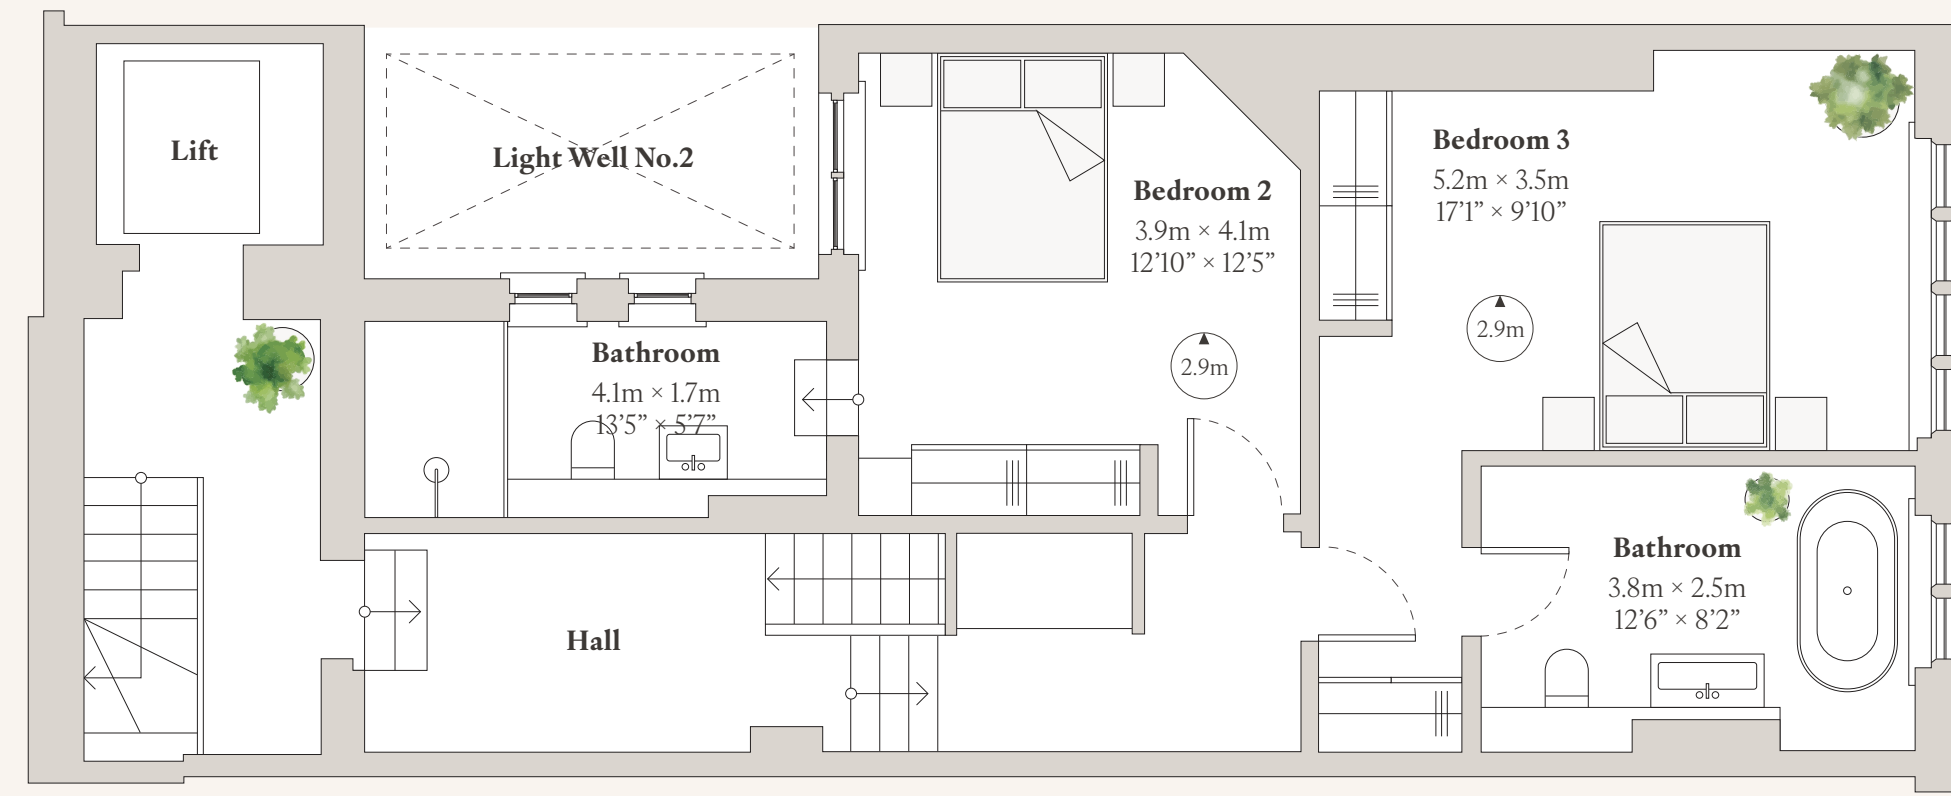 Lift
Light Well No.2
Bedroom 2
3.9m × 4.1m
12’10” × 12’5”
2.9m
Bedroom 3
5.2m × 3.5m
17’1” × 9’10”
2.9m
Bathroom
4.1m × 1.7m
13’5” × 5’7”
Hall
Bathroom
3.8m × 2.5m
12’6” × 8’2”